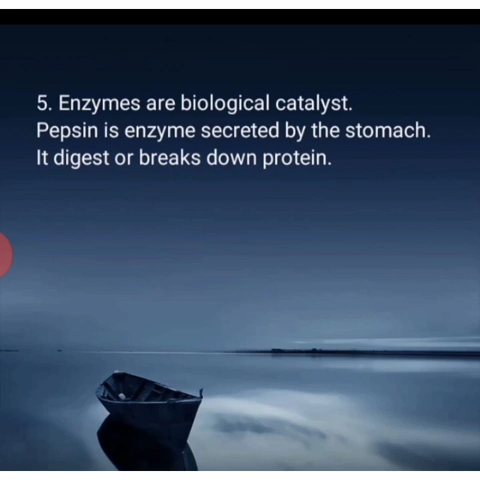 5. Enzymes are biological catalyst.
Pepsin is enzyme secreted by the stomach.
It digest or breaks down protein.